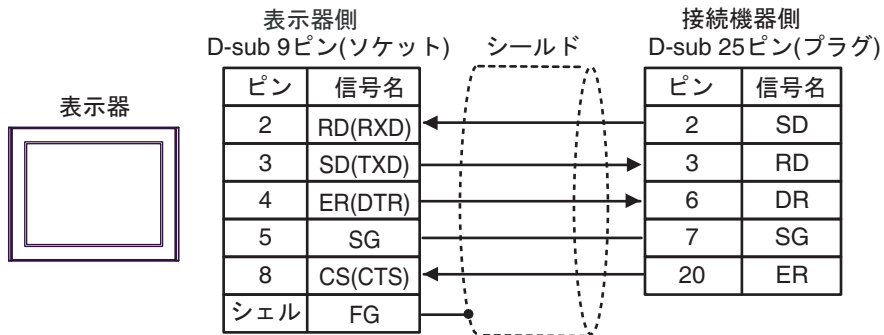 表示器側
D-sub 9ピン(ソケット)
シールド
接続機器側
D-sub 25ピン(プラグ)
表示器
ピン 信号名
2 RD(RXD)
3 SD(TXD)
4 ER(DTR)
5 SG
8 CS(CTS)
シェル FG
ピン 信号名
2 SD
3 RD
6 DR
7 SG
20 ER